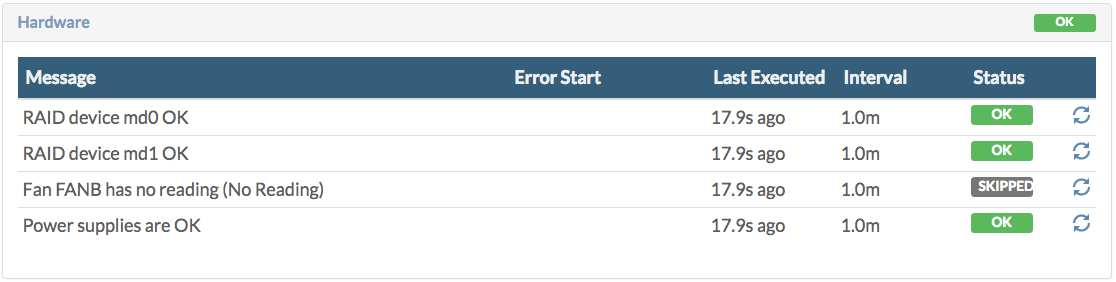 Hardware OK
Message Error Start Last Executed Interval Status
RAID device md0 OK 17.9s ago 1.0m OK
RAID device md1 OK 17.9s ago 1.0m OK
Fan FANB has no reading (No Reading) 17.9s ago 1.0m SKIPPED
Power supplies are OK 17.9s ago 1.0m OK